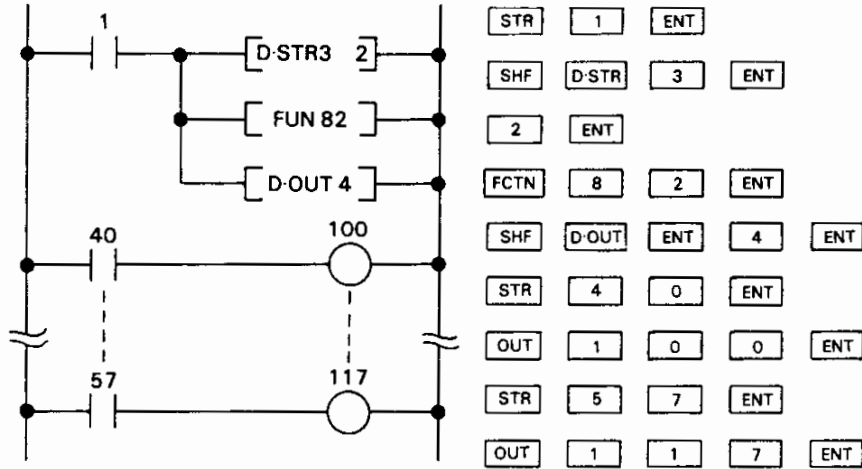 1
D·STR3 2
FUN 82
D·OUT 4
40 100
57 117
STR 1 ENT
SHF D·STR 3 ENT
2 ENT
FCTN 8 2 ENT
SHF D·OUT ENT 4 ENT
STR 4 0 ENT
OUT 1 0 0 ENT
STR 5 7 ENT
OUT 1 1 7 ENT